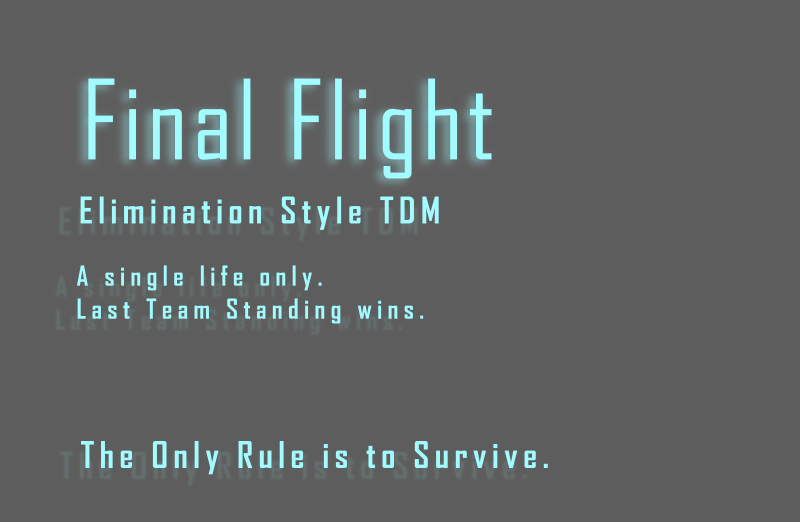 Final Flight
Elimination Style TDM
A single life only.
Last Team Standing wins.
The Only Rule is to Survive.